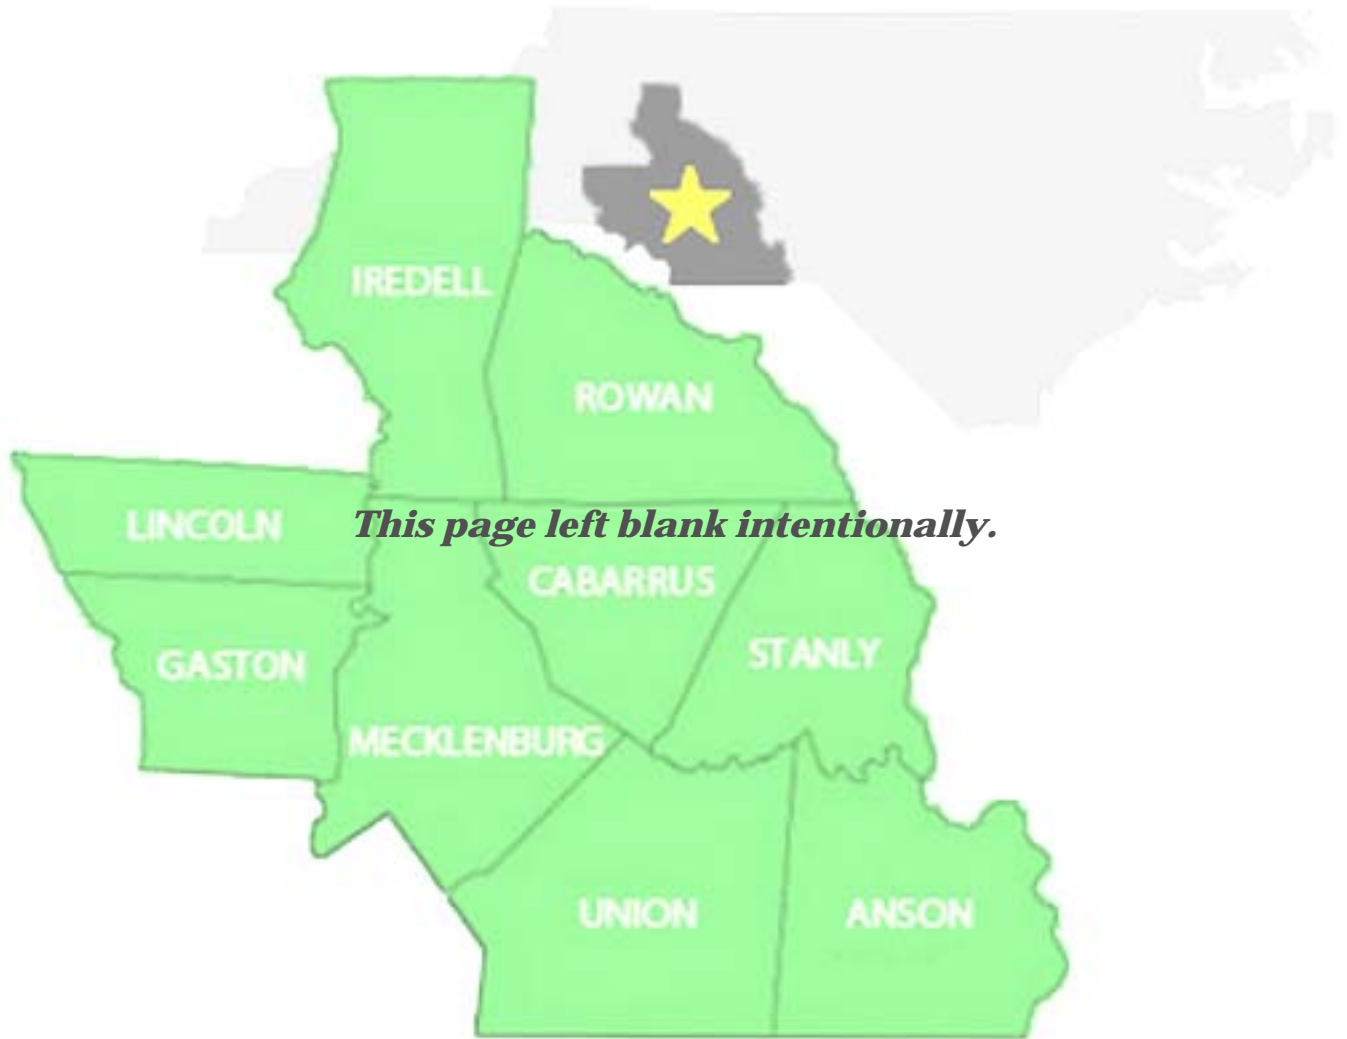 IREDELL
ROWAN
LINCOLN
This page left blank intentionally.
CABARRUS
STANLY
GASTON
MECKLENBURG
UNION
ANSON